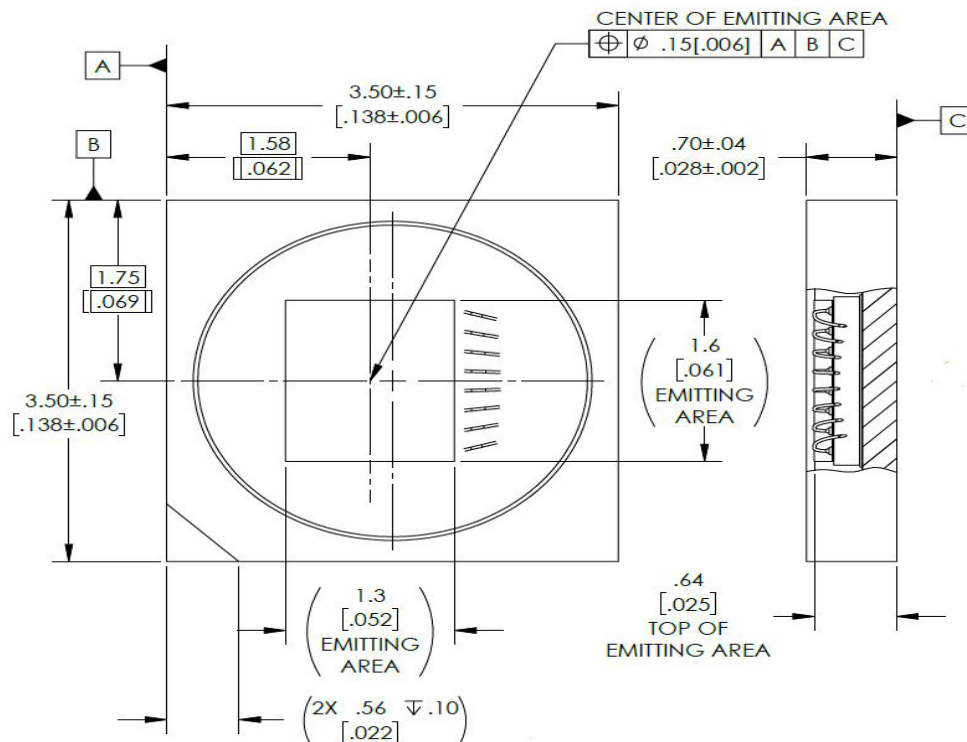 CENTER OF EMITTING AREA
⌖ Ø .15[.006] A B C
A
3.50±.15
[.138±.006]
B
1.58
[.062]
.70±.04
[.028±.002]
C
1.75
[.069]
3.50±.15
[.138±.006]
1.6
[.061]
EMITTING
AREA
1.3
[.052]
EMITTING
AREA
.64
[.025]
TOP OF
EMITTING AREA
(2X .56 ↧.10)
[.022]